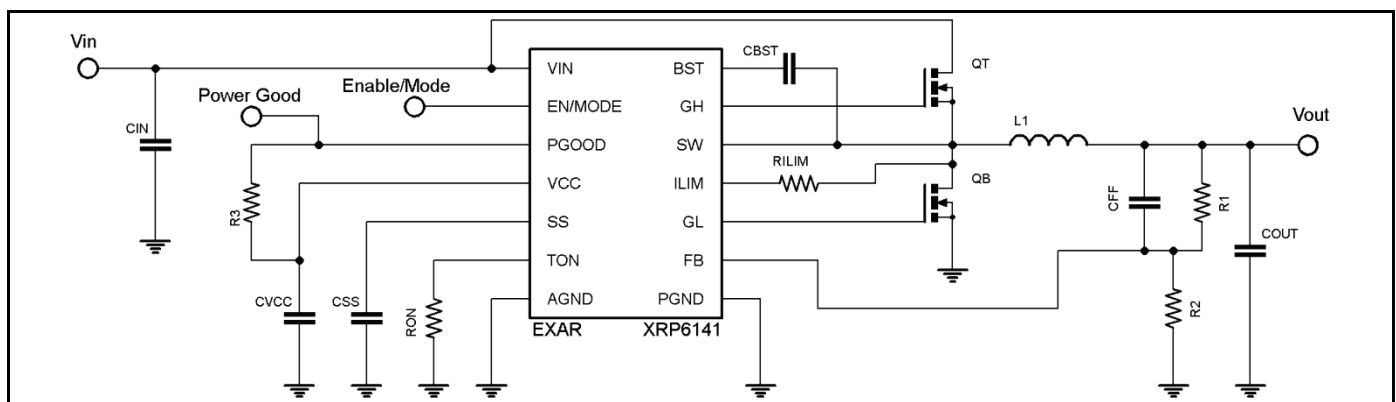 Vin
CIN
Power Good
Enable/Mode
R3
CVCC
CSS
RON
VIN
EN/MODE
PGOOD
VCC
SS
TON
AGND
BST
GH
SW
ILIM
GL
FB
PGND
EXAR XRP6141
CBST
RILIM
QT
QB
L1
CFF
R1
R2
COUT
Vout